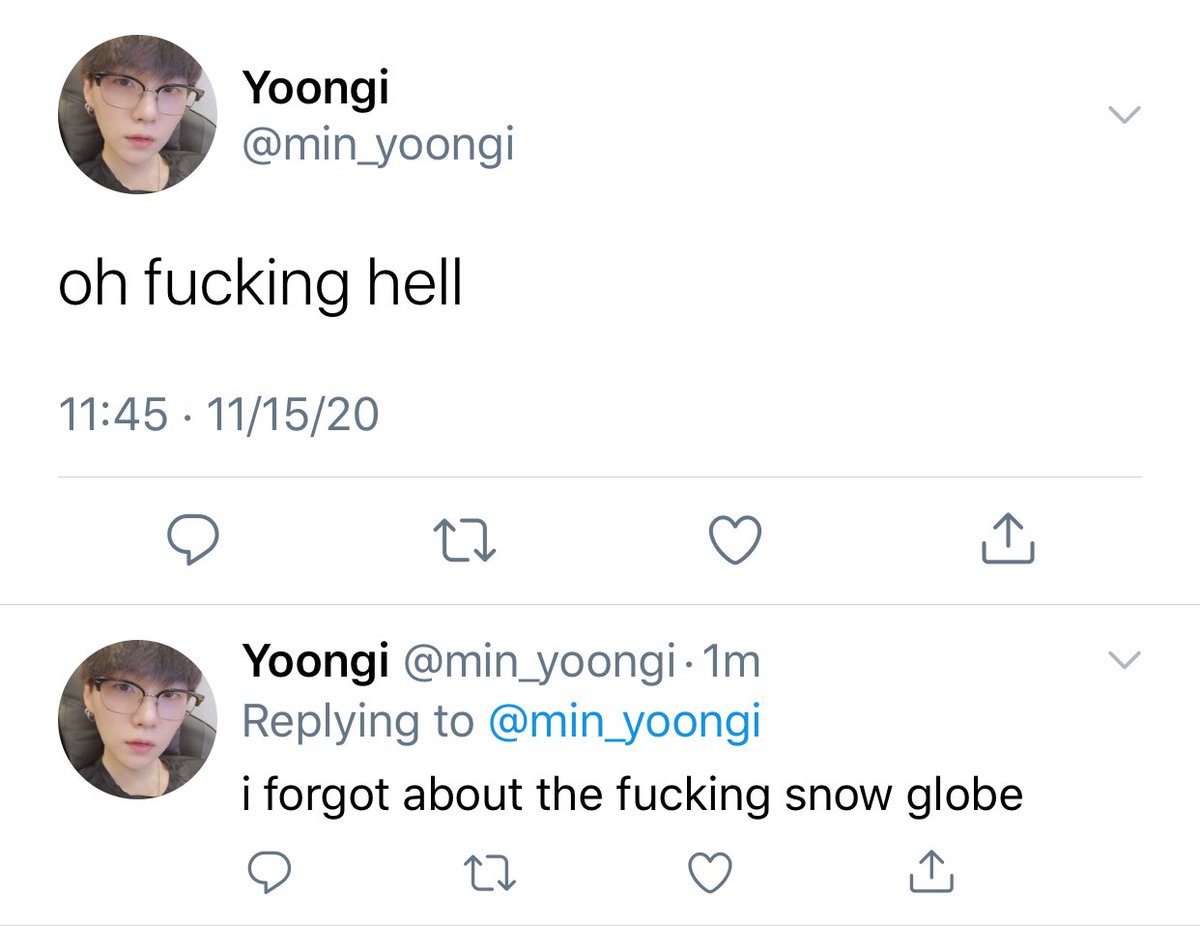 Yoongi
@min_yoongi
oh fucking hell
11:45 · 11/15/20
Yoongi @min_yoongi · 1m
Replying to @min_yoongi
i forgot about the fucking snow globe